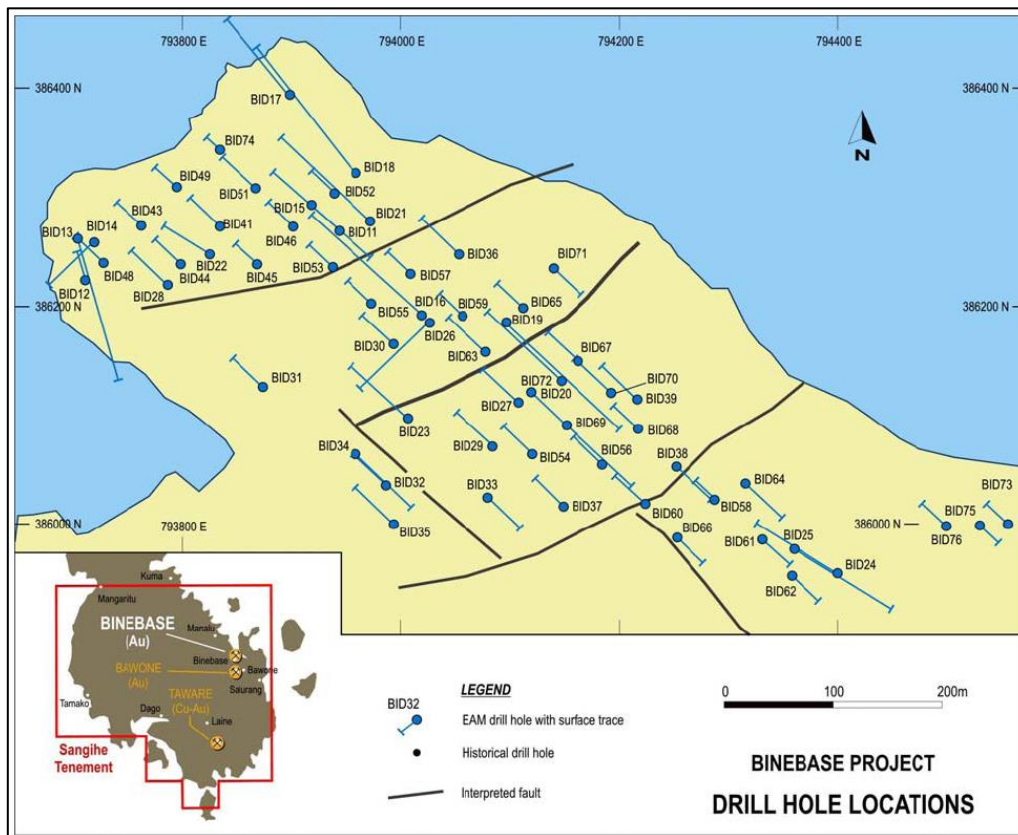 793800 E
794000 E
794200 E
794400 E
386400 N
386400 N
BID17
BID74
BID18
BID49
BID52
BID51
BID15
BID21
BID43
BID41
BID46
BID11
BID13
BID14
BID36
BID71
BID48
BID22
BID44
BID45
BID53
BID57
BID12
BID28
386200 N
386200 N
BID55
BID16
BID59
BID65
BID19
BID26
BID30
BID63
BID67
BID31
BID72
BID70
BID20
BID39
BID27
BID23
BID69
BID68
BID29
BID34
BID54
BID56
BID38
BID64
BID32
BID33
BID37
BID58
BID73
BID35
BID60
BID75
386000 N
793800 E
386000 N
BID66
BID61
BID25
BID76
BID24
BID62
N
Kuma
Manganitu
BINEBASE
(Au)
Manalu
Binebase
BAWONE
(Au)
Bawone
Salurang
TAWARE
(Cu-Au)
Tamako
Dago
Laine
Sangihe
Tenement
LEGEND
BID32
EAM drill hole with surface trace
Historical drill hole
Interpreted fault
0 100 200m
BINEBASE PROJECT
DRILL HOLE LOCATIONS